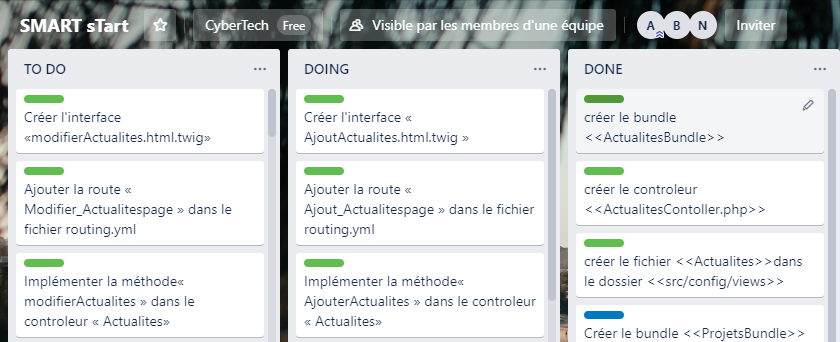 SMART sTart
CyberTech
Free
Visible par les membres d'une équipe
A
B
N
Inviter
TO DO
Créer l'interface
«modifierActualites.html.twig»
Ajouter la route «
Modifier_Actualitespage » dans le
fichier routing.yml
Implémenter la méthode«
modifierActualites » dans le
controleur « Actualites»
DOING
Créer l'interface «
AjoutActualites.html.twig »
Ajouter la route «
Ajout_Actualitespage » dans le fichier
routing.yml
Implémenter la méthode«
AjouterActualites » dans le controleur
« Actualites»
DONE
créer le bundle
<<ActualitesBundle>>
créer le controleur
<<ActualitesContoller.php>>
créer le fichier <<Actualites>>dans
le dossier <<src/config/views>>
Créer le bundle <<ProjetsBundle>>